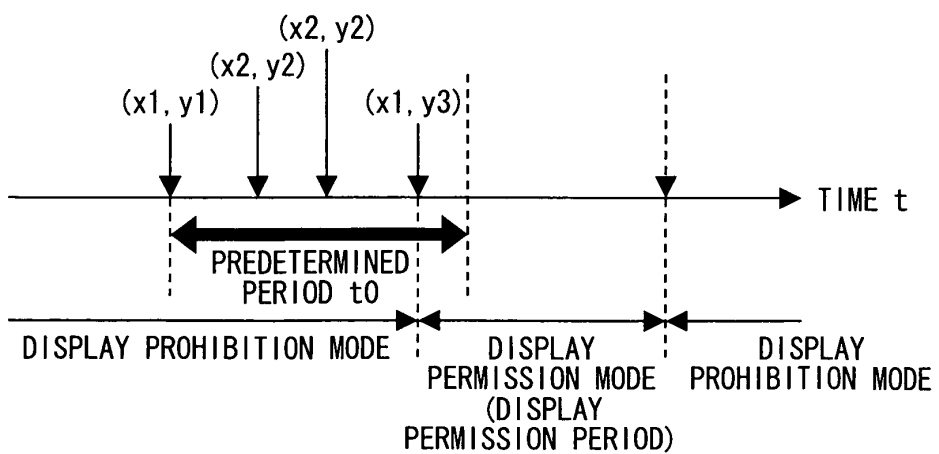 (x2, y2)
(x2, y2)
(x1, y1)
(x1, y3)
TIME t
PREDETERMINED
PERIOD t0
DISPLAY PROHIBITION MODE
DISPLAY
PERMISSION MODE
(DISPLAY
PERMISSION PERIOD)
DISPLAY
PROHIBITION MODE